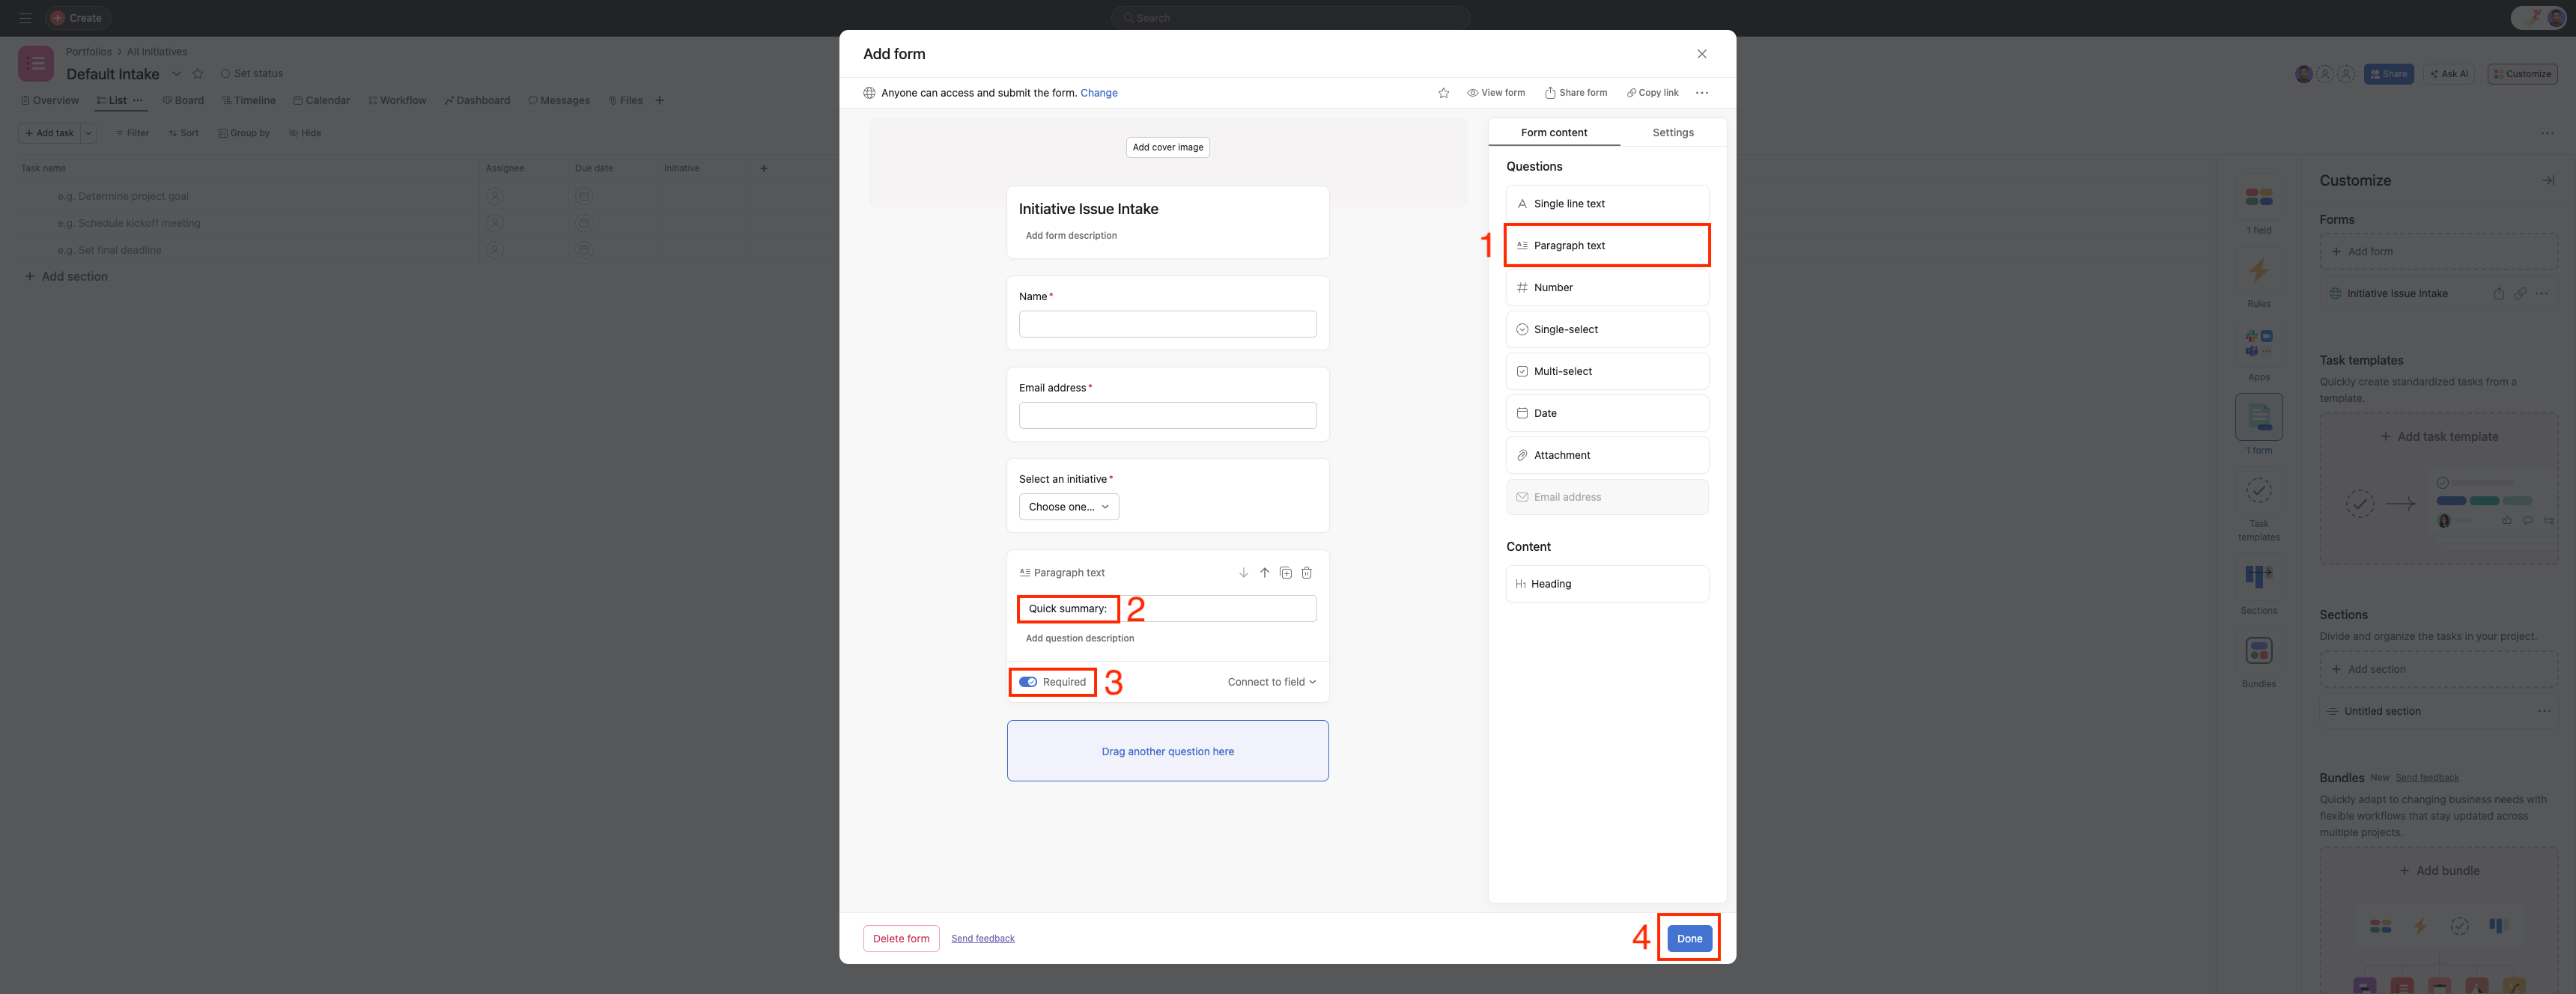 Create
Search
Portfolios > All Initiatives
Default Intake
Set status
Share
Ask AI
Customize
Overview
List
Board
Timeline
Calendar
Workflow
Dashboard
Messages
Files
+ Add task
Filter
Sort
Group by
Hide
Task name
Assignee
Due date
Initiative
e.g. Determine project goal
e.g. Schedule kickoff meeting
e.g. Set final deadline
+ Add section
Add form
Anyone can access and submit the form. Change
View form
Share form
Copy link
Add cover image
Initiative Issue Intake
Add form description
Name*
Email address*
Select an initiative*
Choose one...
Paragraph text
Quick summary:
2
Add question description
Required
3
Connect to field
Drag another question here
Delete form
Send feedback
4
Done
Form content
Settings
Questions
Single line text
1
Paragraph text
Number
Single-select
Multi-select
Date
Attachment
Email address
Content
H1 Heading
1 field
Rules
Apps
1 form
Task
templates
Sections
Bundles
Customize
Forms
+ Add form
Initiative Issue Intake
Task templates
Quickly create standardized tasks from a
template.
+ Add task template
Sections
Divide and organize the tasks in your project.
+ Add section
Untitled section
Bundles New Send feedback
Quickly adapt to changing business needs with
flexible workflows that stay updated across
multiple projects.
+ Add bundle